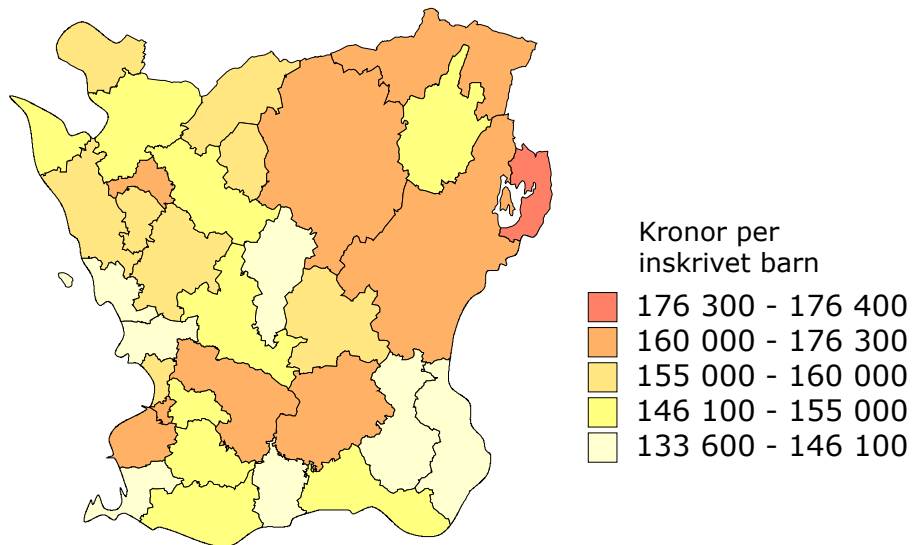 Kronor per
inskrivet barn
176 300 - 176 400
160 000 - 176 300
155 000 - 160 000
146 100 - 155 000
133 600 - 146 100